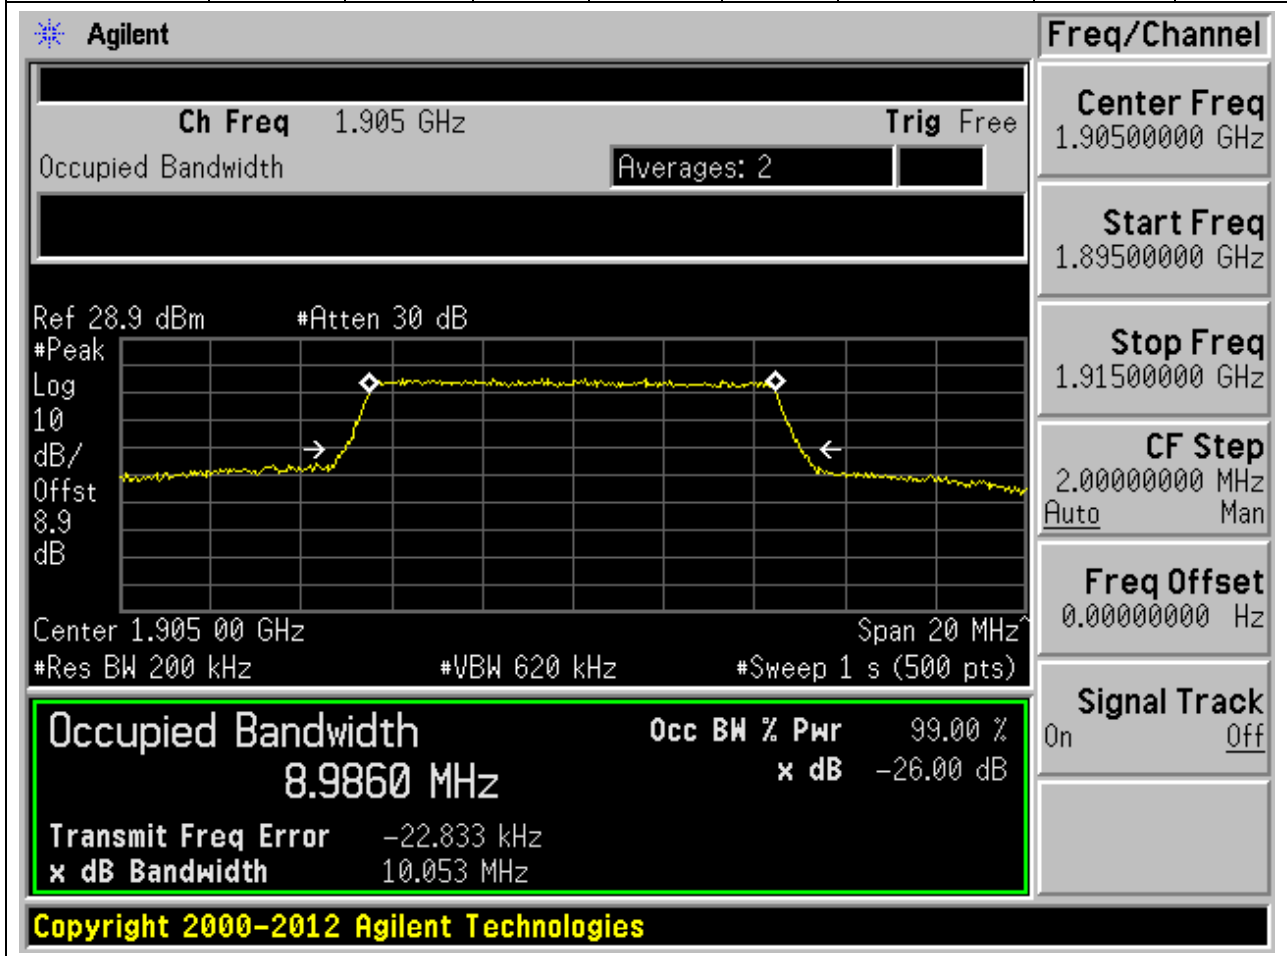 Agilent
Freq/Channel
Ch Freq 1.905 GHz Trig Free
Occupied Bandwidth Averages: 2
Center Freq
1.90500000 GHz
Start Freq
1.89500000 GHz
Stop Freq
1.91500000 GHz
CF Step
2.00000000 MHz
Auto Man
Freq Offset
0.00000000 Hz
Signal Track
On Off
Ref 28.9 dBm #Atten 30 dB
#Peak
Log
10
dB/
Offst
8.9
dB
Center 1.905 00 GHz Span 20 MHz^
#Res BW 200 kHz #VBW 620 kHz #Sweep 1 s (500 pts)
Occupied Bandwidth Occ BW % Pwr 99.00 %
8.9860 MHz x dB -26.00 dB
Transmit Freq Error -22.833 kHz
x dB Bandwidth 10.053 MHz
Copyright 2000-2012 Agilent Technologies